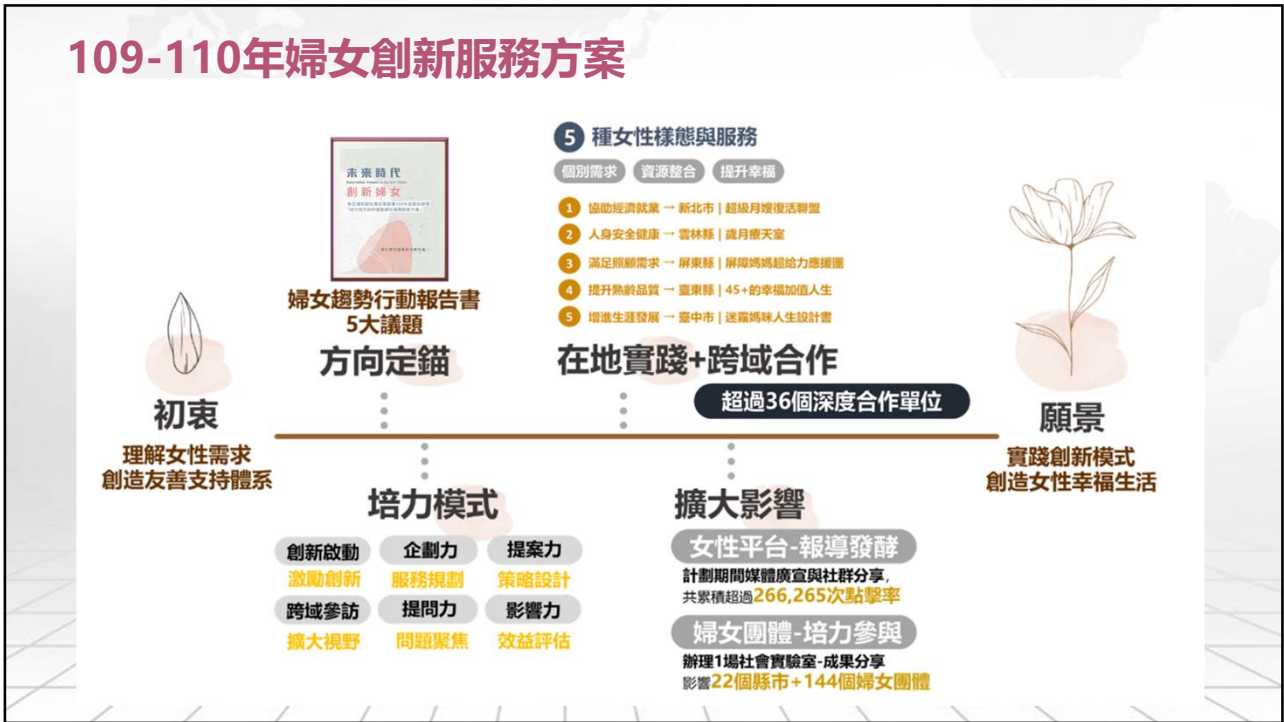 109-110年婦女創新服務方案
未來時代
創新婦女
婦女趨勢行動報告書
5大議題
方向定錨
5 種女性樣態與服務
個別需求 資源整合 提升幸福
1 協助經濟就業 → 新北市 | 超級月嫂復活聯盟
2 人身安全健康 → 雲林縣 | 歲月療天室
3 滿足照顧需求 → 屏東縣 | 屏障媽媽超給力應援團
4 提升熟齡品質 → 臺東縣 | 45+的幸福加值人生
5 增進生涯發展 → 臺中市 | 迷霧媽咪人生設計書
在地實踐+跨域合作
超過36個深度合作單位
初衷
理解女性需求
創造友善支持體系
願景
實踐創新模式
創造女性幸福生活
培力模式
創新啟動 企劃力 提案力
激勵創新 服務規劃 策略設計
跨域參訪 提問力 影響力
擴大視野 問題聚焦 效益評估
擴大影響
女性平台-報導發酵
計劃期間媒體廣宣與社群分享,
共累積超過266,265次點擊率
婦女團體-培力參與
辦理1場社會實驗室-成果分享
影響22個縣市+144個婦女團體